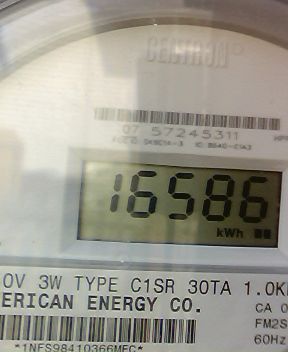 CENTRON
07 57245311
16586
kWh
0V 3W TYPE C1SR 30TA 1.0K
ERICAN ENERGY CO.
CA 0
FM2S
60Hz
*1NFS98410366MEC*